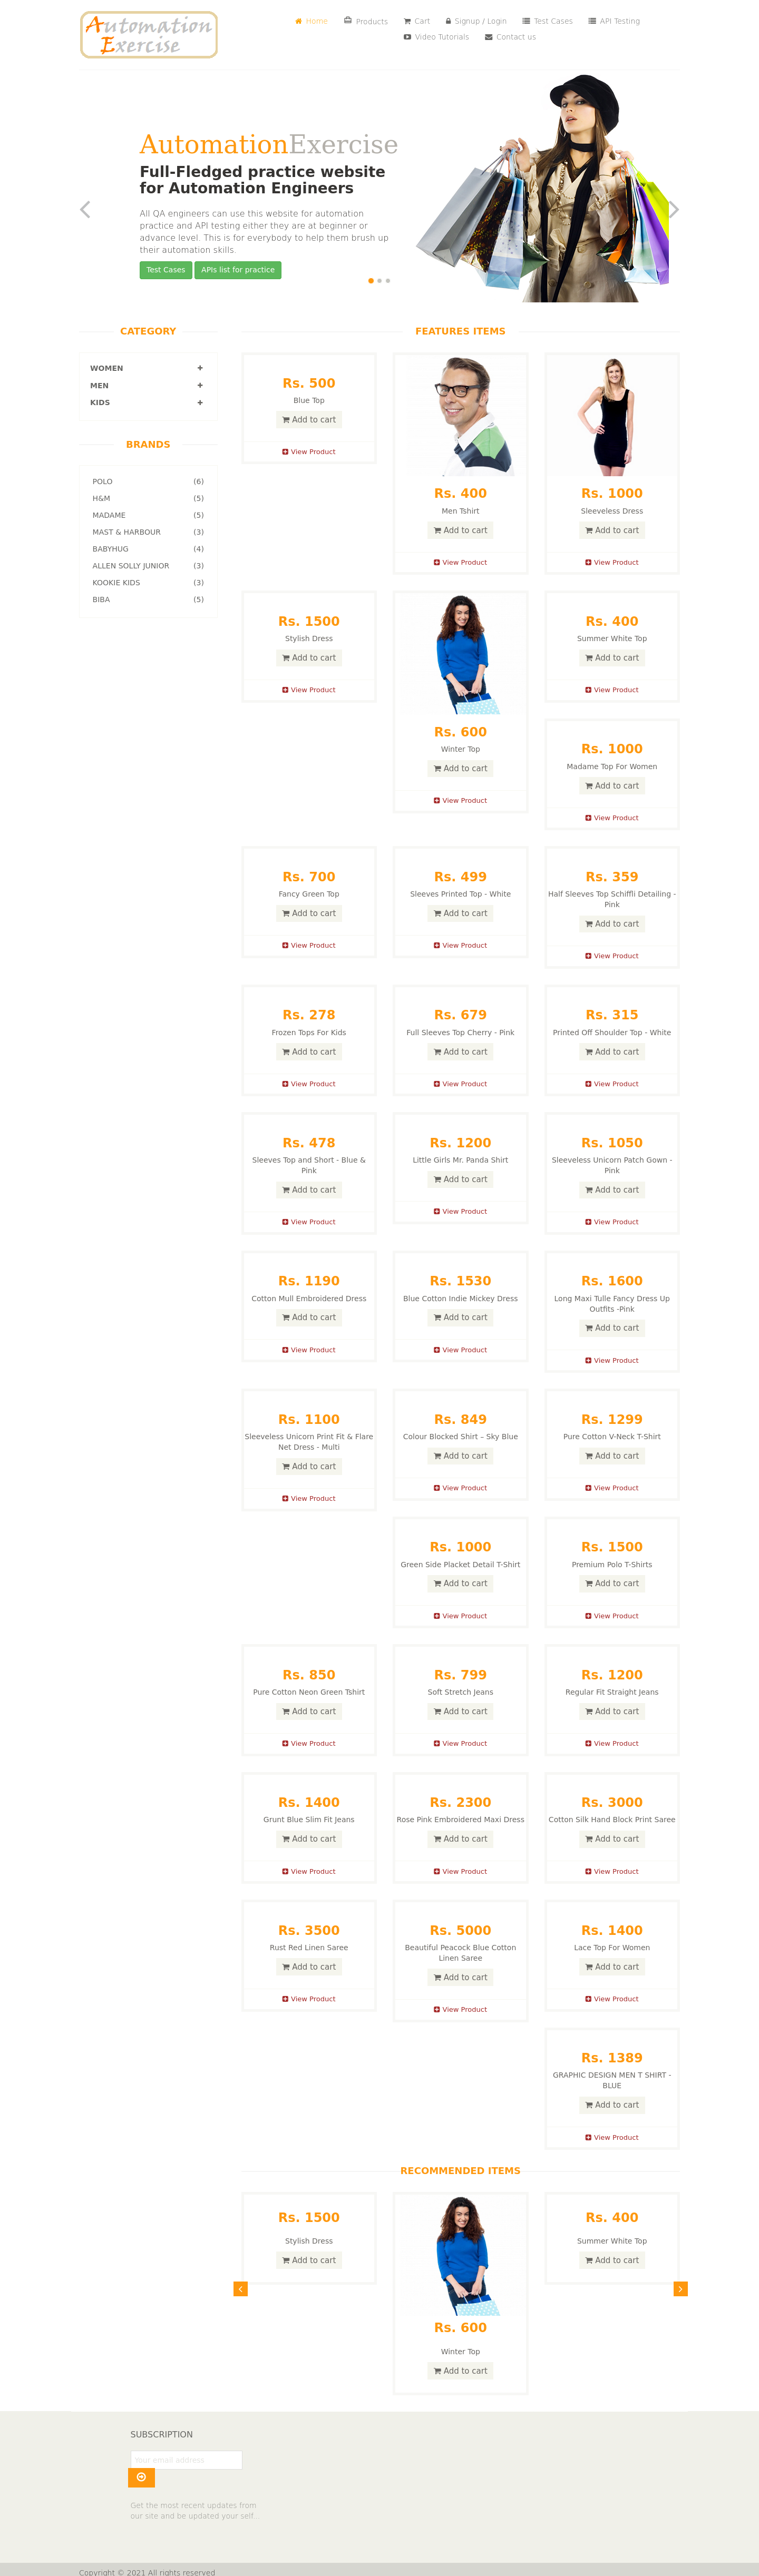 Automation
Exercise
Home
Products
Cart
Signup / Login
Test Cases
API Testing
Video Tutorials
Contact us
AutomationExercise
Full-Fledged practice website
for Automation Engineers
All QA engineers can use this website for automation
practice and API testing either they are at beginner or
advance level. This is for everybody to help them brush up
their automation skills.
Test Cases
APIs list for practice
CATEGORY
WOMEN
MEN
KIDS
BRANDS
POLO (6)
H&M (5)
MADAME (5)
MAST & HARBOUR (3)
BABYHUG (4)
ALLEN SOLLY JUNIOR (3)
KOOKIE KIDS (3)
BIBA (5)
FEATURES ITEMS
Rs. 500
Blue Top
Add to cart
View Product
Rs. 400
Men Tshirt
Add to cart
View Product
Rs. 1000
Sleeveless Dress
Add to cart
View Product
Rs. 1500
Stylish Dress
Add to cart
View Product
Rs. 600
Winter Top
Add to cart
View Product
Rs. 400
Summer White Top
Add to cart
View Product
Rs. 1000
Madame Top For Women
Add to cart
View Product
Rs. 700
Fancy Green Top
Add to cart
View Product
Rs. 499
Sleeves Printed Top - White
Add to cart
View Product
Rs. 359
Half Sleeves Top Schiffli Detailing -
Pink
Add to cart
View Product
Rs. 278
Frozen Tops For Kids
Add to cart
View Product
Rs. 679
Full Sleeves Top Cherry - Pink
Add to cart
View Product
Rs. 315
Printed Off Shoulder Top - White
Add to cart
View Product
Rs. 478
Sleeves Top and Short - Blue &
Pink
Add to cart
View Product
Rs. 1200
Little Girls Mr. Panda Shirt
Add to cart
View Product
Rs. 1050
Sleeveless Unicorn Patch Gown -
Pink
Add to cart
View Product
Rs. 1190
Cotton Mull Embroidered Dress
Add to cart
View Product
Rs. 1530
Blue Cotton Indie Mickey Dress
Add to cart
View Product
Rs. 1600
Long Maxi Tulle Fancy Dress Up
Outfits -Pink
Add to cart
View Product
Rs. 1100
Sleeveless Unicorn Print Fit & Flare
Net Dress - Multi
Add to cart
View Product
Rs. 849
Colour Blocked Shirt – Sky Blue
Add to cart
View Product
Rs. 1299
Pure Cotton V-Neck T-Shirt
Add to cart
View Product
Rs. 1000
Green Side Placket Detail T-Shirt
Add to cart
View Product
Rs. 1500
Premium Polo T-Shirts
Add to cart
View Product
Rs. 850
Pure Cotton Neon Green Tshirt
Add to cart
View Product
Rs. 799
Soft Stretch Jeans
Add to cart
View Product
Rs. 1200
Regular Fit Straight Jeans
Add to cart
View Product
Rs. 1400
Grunt Blue Slim Fit Jeans
Add to cart
View Product
Rs. 2300
Rose Pink Embroidered Maxi Dress
Add to cart
View Product
Rs. 3000
Cotton Silk Hand Block Print Saree
Add to cart
View Product
Rs. 3500
Rust Red Linen Saree
Add to cart
View Product
Rs. 5000
Beautiful Peacock Blue Cotton
Linen Saree
Add to cart
View Product
Rs. 1400
Lace Top For Women
Add to cart
View Product
Rs. 1389
GRAPHIC DESIGN MEN T SHIRT -
BLUE
Add to cart
View Product
RECOMMENDED ITEMS
Rs. 1500
Stylish Dress
Add to cart
Rs. 600
Winter Top
Add to cart
Rs. 400
Summer White Top
Add to cart
SUBSCRIPTION
Your email address
Get the most recent updates from
our site and be updated your self...
Copyright © 2021 All rights reserved